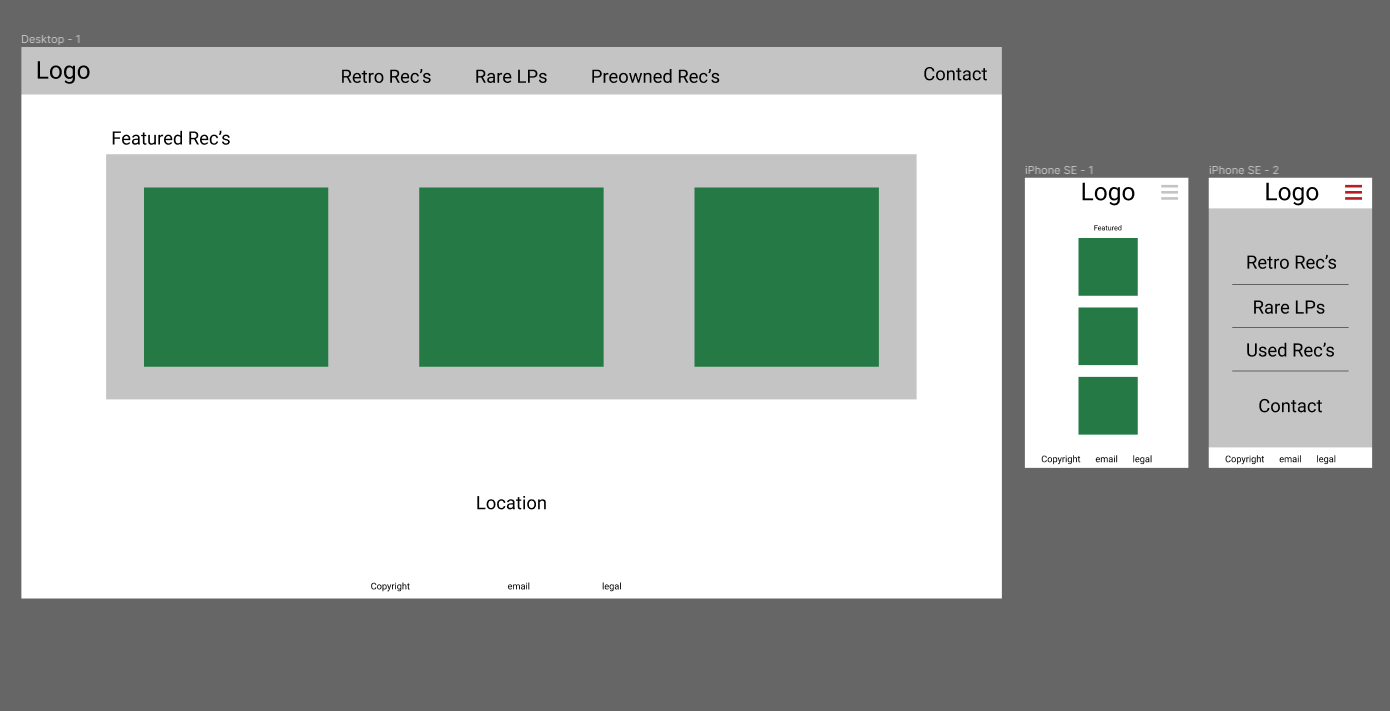 Desktop - 1
Logo
Retro Rec’s
Rare LPs
Preowned Rec’s
Contact
Featured Rec’s
Location
Copyright
email
legal
iPhone SE - 1
Logo
Featured
Copyright
email
legal
iPhone SE - 2
Logo
Retro Rec’s
Rare LPs
Used Rec’s
Contact
Copyright
email
legal